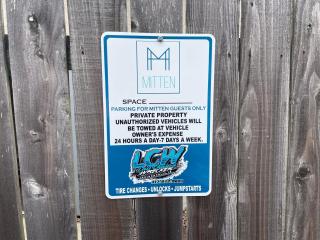 MITTEN
SPACE
PARKING FOR MITTEN GUESTS ONLY
PRIVATE PROPERTY
UNAUTHORIZED VEHICLES WILL
BE TOWED AT VEHICLE
OWNER'S EXPENSE
24 HOURS A DAY-7 DAYS A WEEK.
LGW
TIRE CHANGES - UNLOCKS - JUMPSTARTS